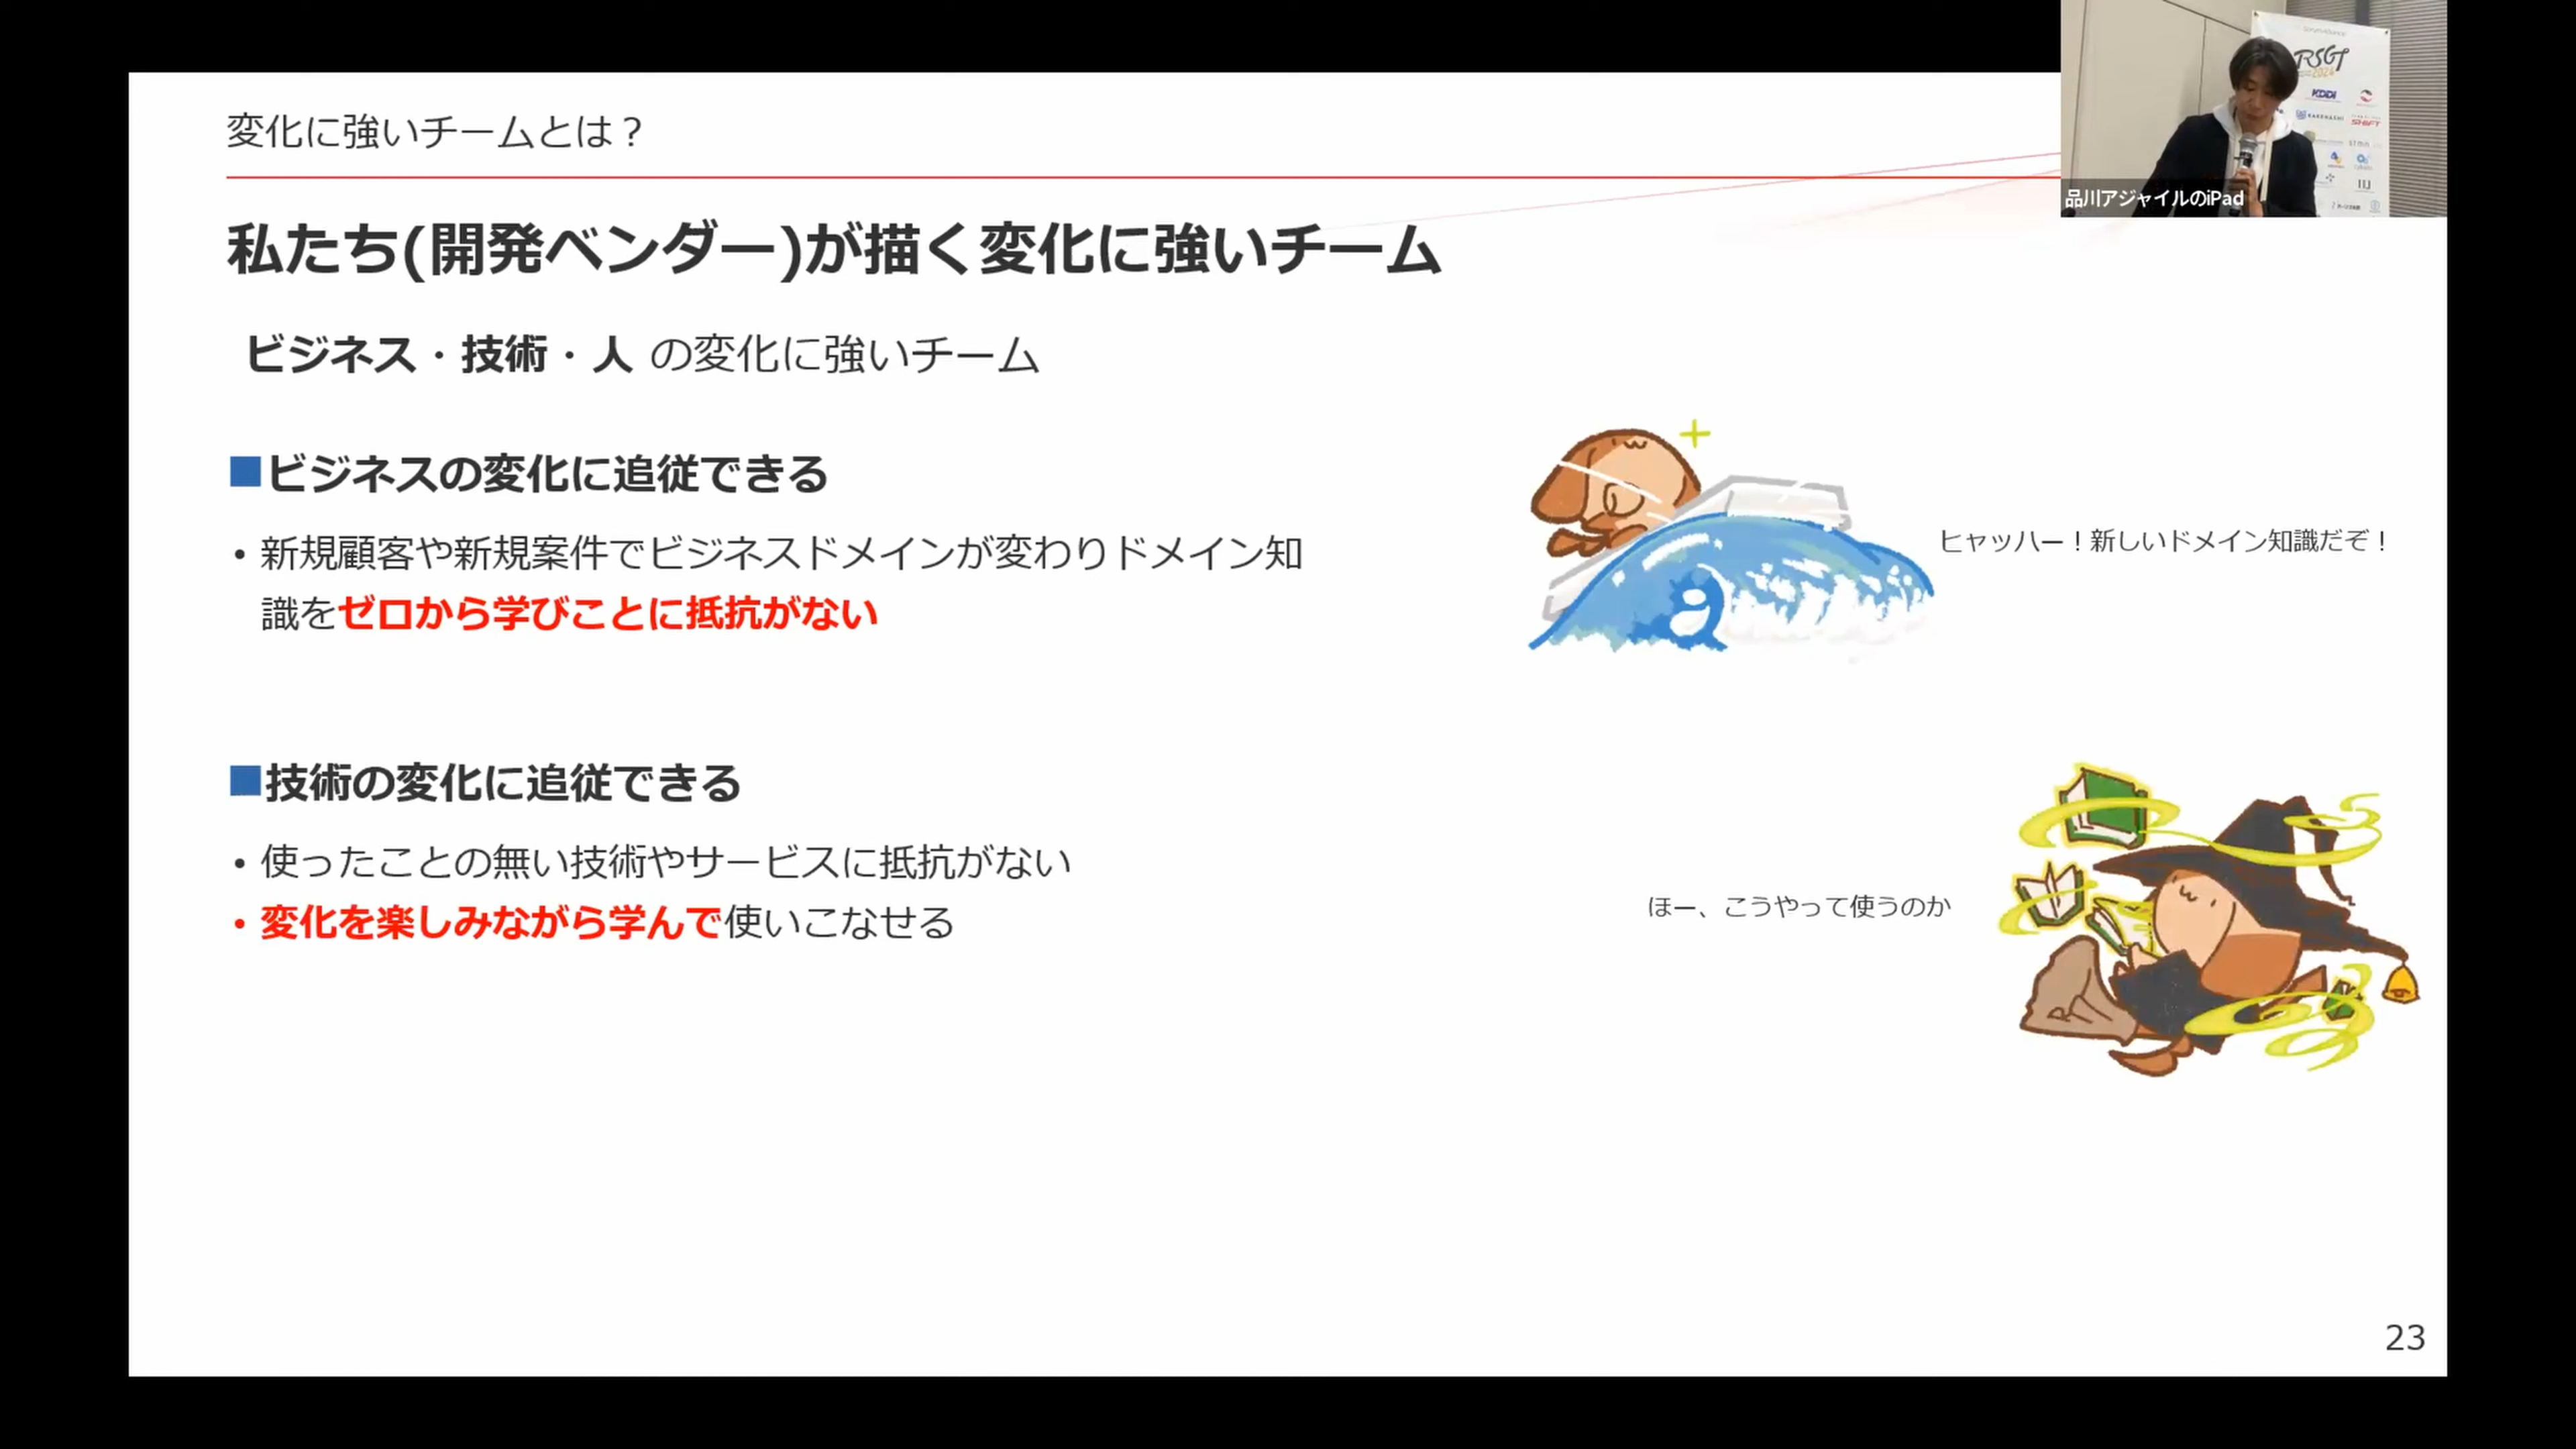 変化に強いチームとは？
私たち(開発ベンダー)が描く変化に強いチーム
ビジネス・技術・人 の変化に強いチーム
■ビジネスの変化に追従できる
・新規顧客や新規案件でビジネスドメインが変わりドメイン知
識をゼロから学びことに抵抗がない
ヒャッハー！新しいドメイン知識だぞ！
■技術の変化に追従できる
・使ったことの無い技術やサービスに抵抗がない
・変化を楽しみながら学んで使いこなせる
ほー、こうやって使うのか
23
RSGT
2026
KDDI
KAKEHASHI
SHIFT
IIJ
品川アジャイルのiPad